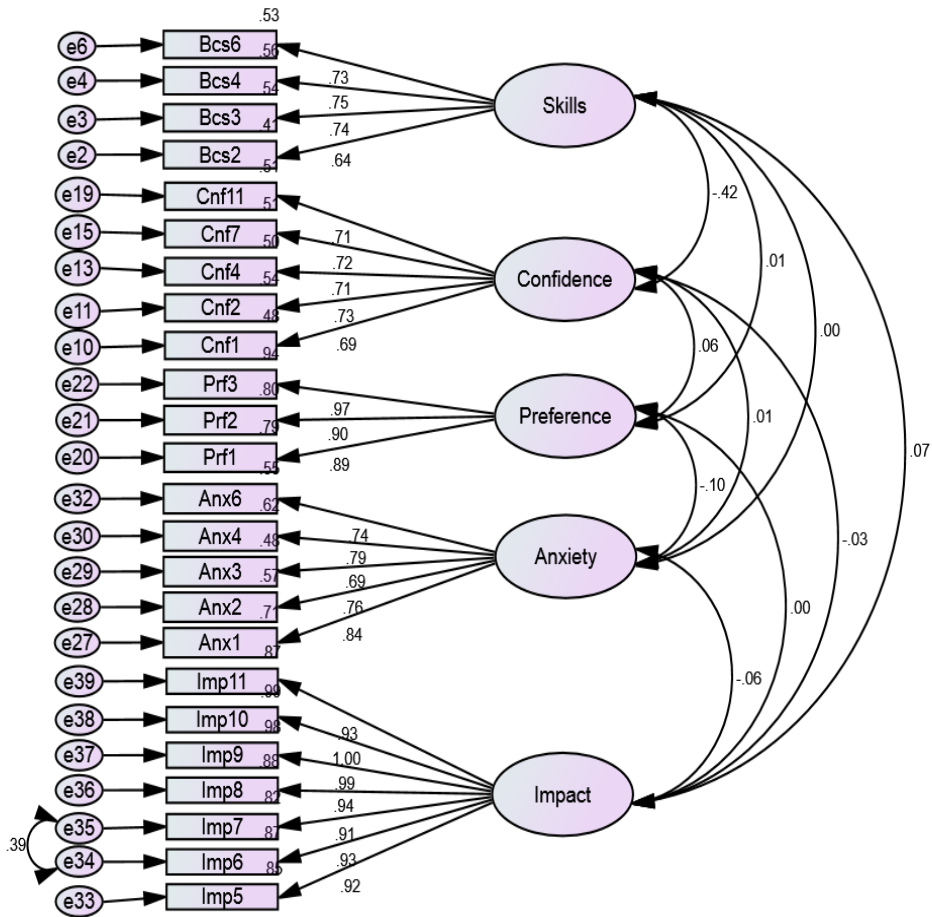 .53
e6 Bcs6 .56
.73 Skills
e4 Bcs4 .54
.75
e3 Bcs3 .41
.74
e2 Bcs2 .51
.64
-.42
e19 Cnf11 .51
.71
e15 Cnf7 .50
.72 Confidence .01
e13 Cnf4 .54
.71
e11 Cnf2 .48
.73 .00
e10 Cnf1 .94
.69 .06
e22 Prf3 .80
.97 Preference .01
e21 Prf2 .79
.90
e20 Prf1 .55
.89 .07
-.10
e32 Anx6 .62
.74
e30 Anx4 .48
.79 Anxiety -.03
e29 Anx3 .57
.69
e28 Anx2 .71
.76 .00
e27 Anx1 .87
.84
e39 Imp11 .99
-.06
e38 Imp10 .98
.93
e37 Imp9 .88
1.00
e36 Imp8 .82
.99 Impact
.94
e35 Imp7 .87
.91
.39
e34 Imp6 .85
.93
e33 Imp5
.92